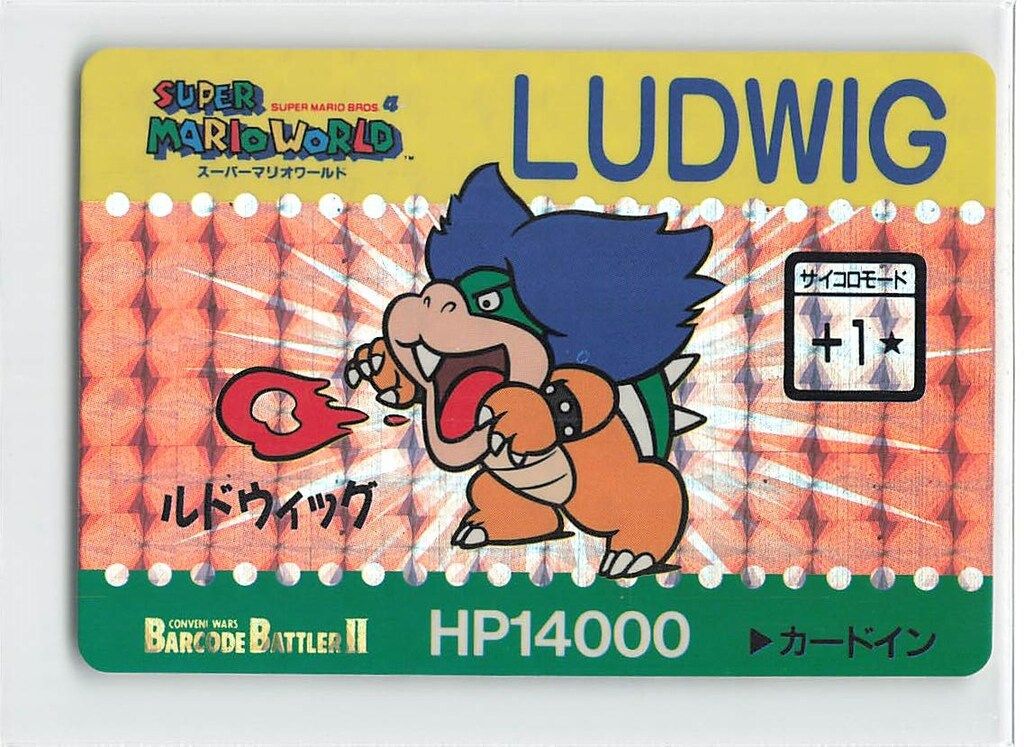 SUPER
SUPER MARIO BROS 4
MARIO WORLD™
スーパーマリオワールド
LUDWIG
サイコロモード
+1★
ルドウィッグ
CONVENI WARS
BARCODE BATTLER II
HP14000
▶カードイン